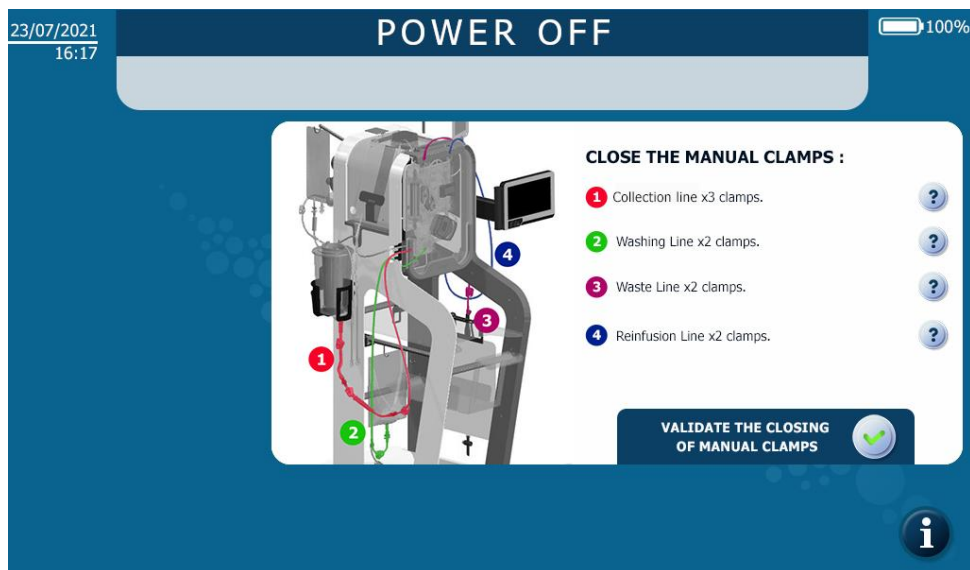 23/07/2021
16:17
POWER OFF
100%
CLOSE THE MANUAL CLAMPS :
1 Collection line x3 clamps. ?
2 Washing Line x2 clamps. ?
3 Waste Line x2 clamps. ?
4 Reinfusion Line x2 clamps. ?
4
3
1
2
VALIDATE THE CLOSING
OF MANUAL CLAMPS
i